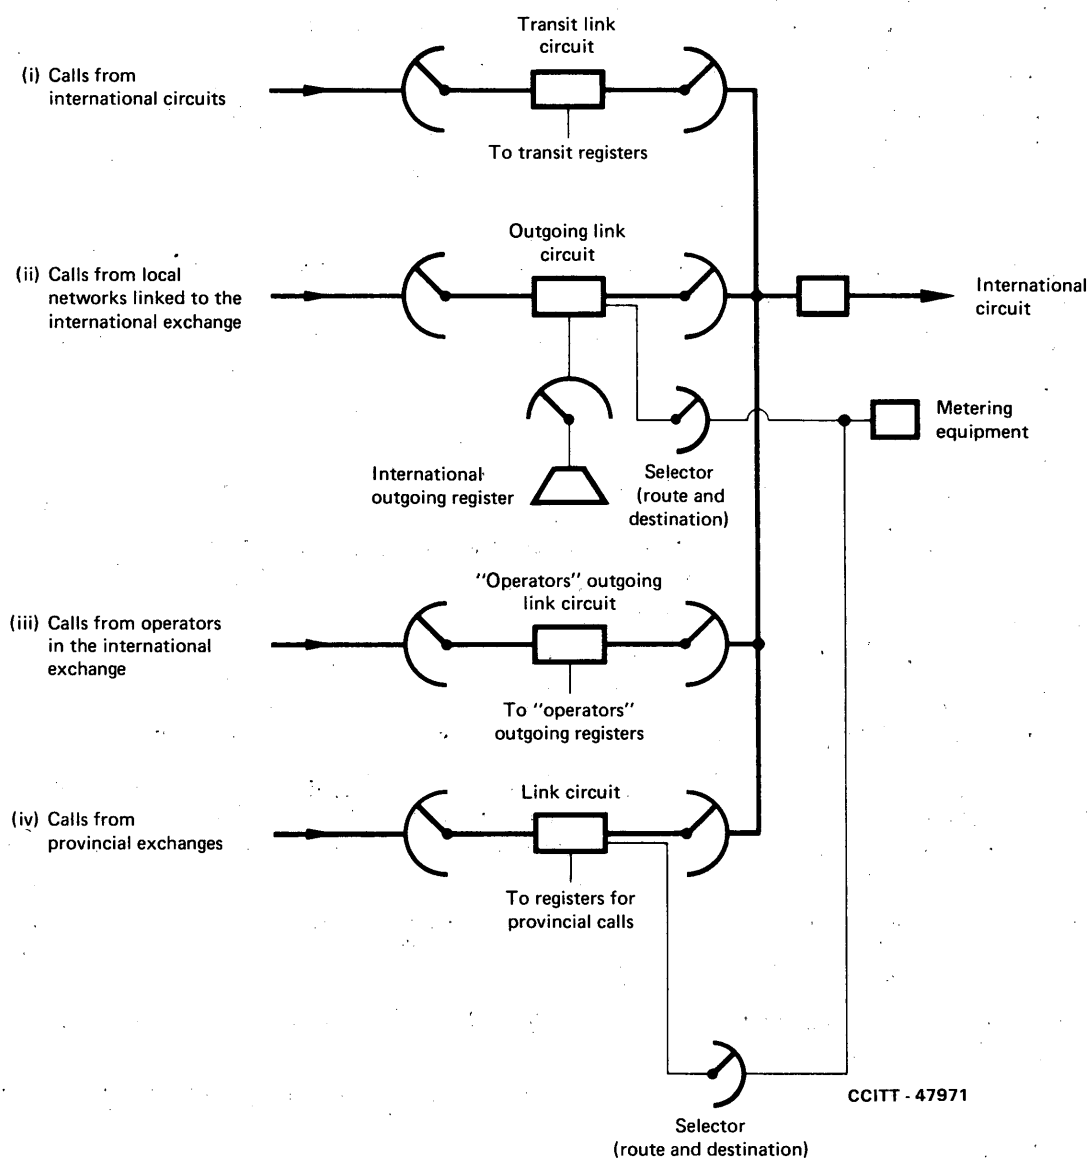 Transit link
circuit
(i) Calls from
international circuits
To transit registers
Outgoing link
circuit
(ii) Calls from local
networks linked to the
international exchange
International
circuit
Metering
equipment
International
outgoing register
Selector
(route and
destination)
"Operators" outgoing
link circuit
(iii) Calls from operators
in the international
exchange
To "operators"
outgoing registers
Link circuit
(iv) Calls from
provincial exchanges
To registers for
provincial calls
CCITT - 47971
Selector
(route and destination)